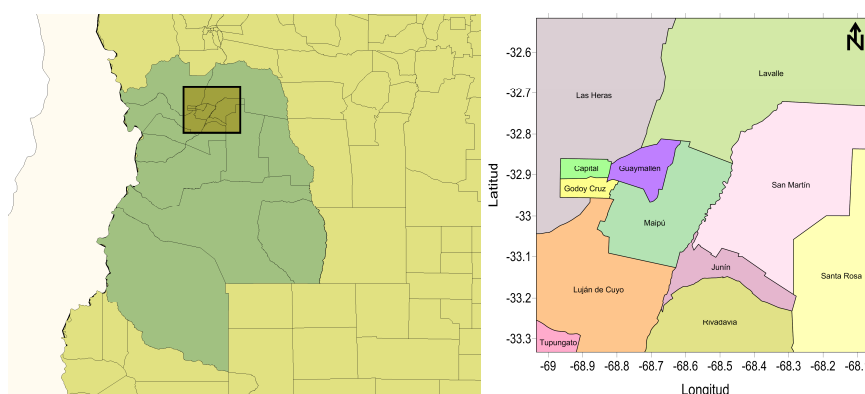 N
-32.6
Lavalle
-32.7
Las Heras
-32.8
Capital
Guaymallén
-32.9
Godoy Cruz
San Martín
Latitud
-33
Maipú
-33.1
Junín
Santa Rosa
Luján de Cuyo
-33.2
Rivadavia
-33.3
Tupungato
-69 -68.9 -68.8 -68.7 -68.6 -68.5 -68.4 -68.3 -68.2 -68.
Longitud